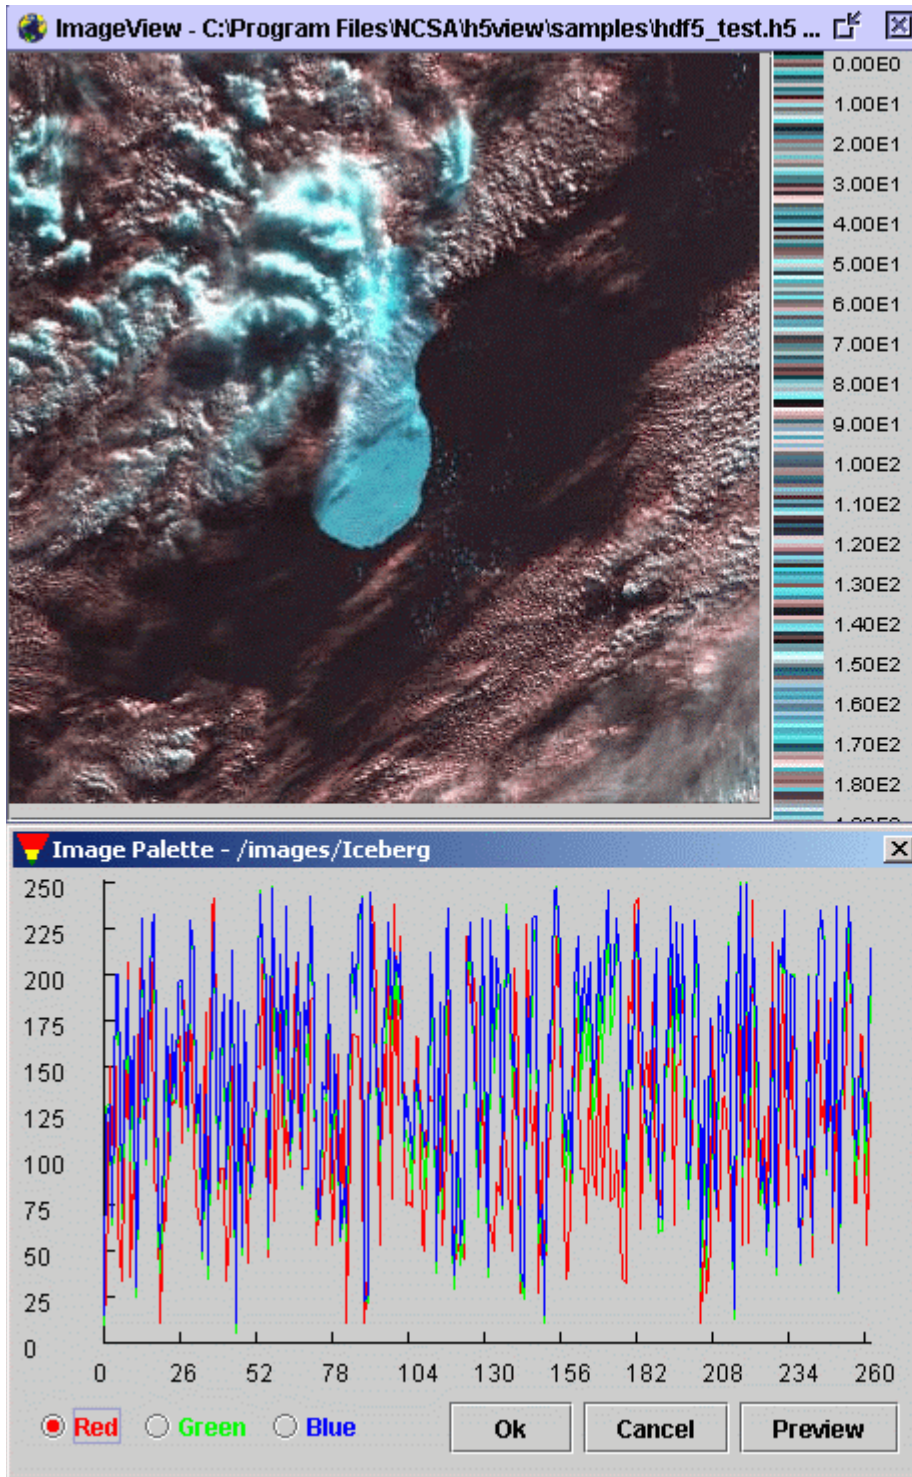 ImageView - C:\Program Files\NCSA\h5view\samples\hdf5_test.h5 ...
0.00E0
1.00E1
2.00E1
3.00E1
4.00E1
5.00E1
6.00E1
7.00E1
8.00E1
9.00E1
1.00E2
1.10E2
1.20E2
1.30E2
1.40E2
1.50E2
1.60E2
1.70E2
1.80E2
Image Palette - /images/Iceberg
250
225
200
175
150
125
100
75
50
25
0
0 26 52 78 104 130 156 182 208 234 260
Red Green Blue Ok Cancel Preview